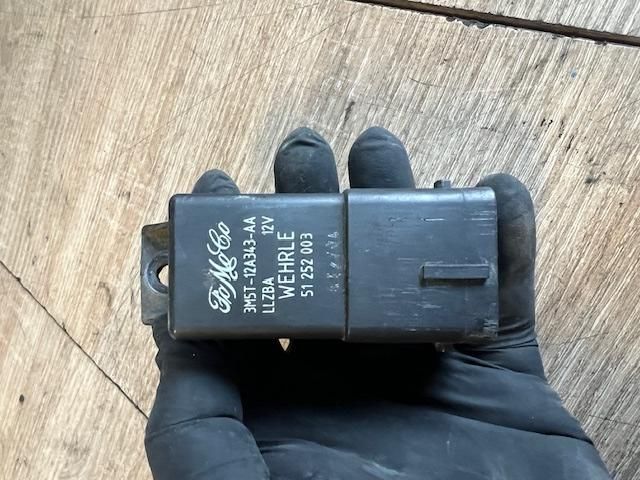 FoMoCo
3M5T-12A343-AA
LLZBA 12V
WEHRLE
51 252 003